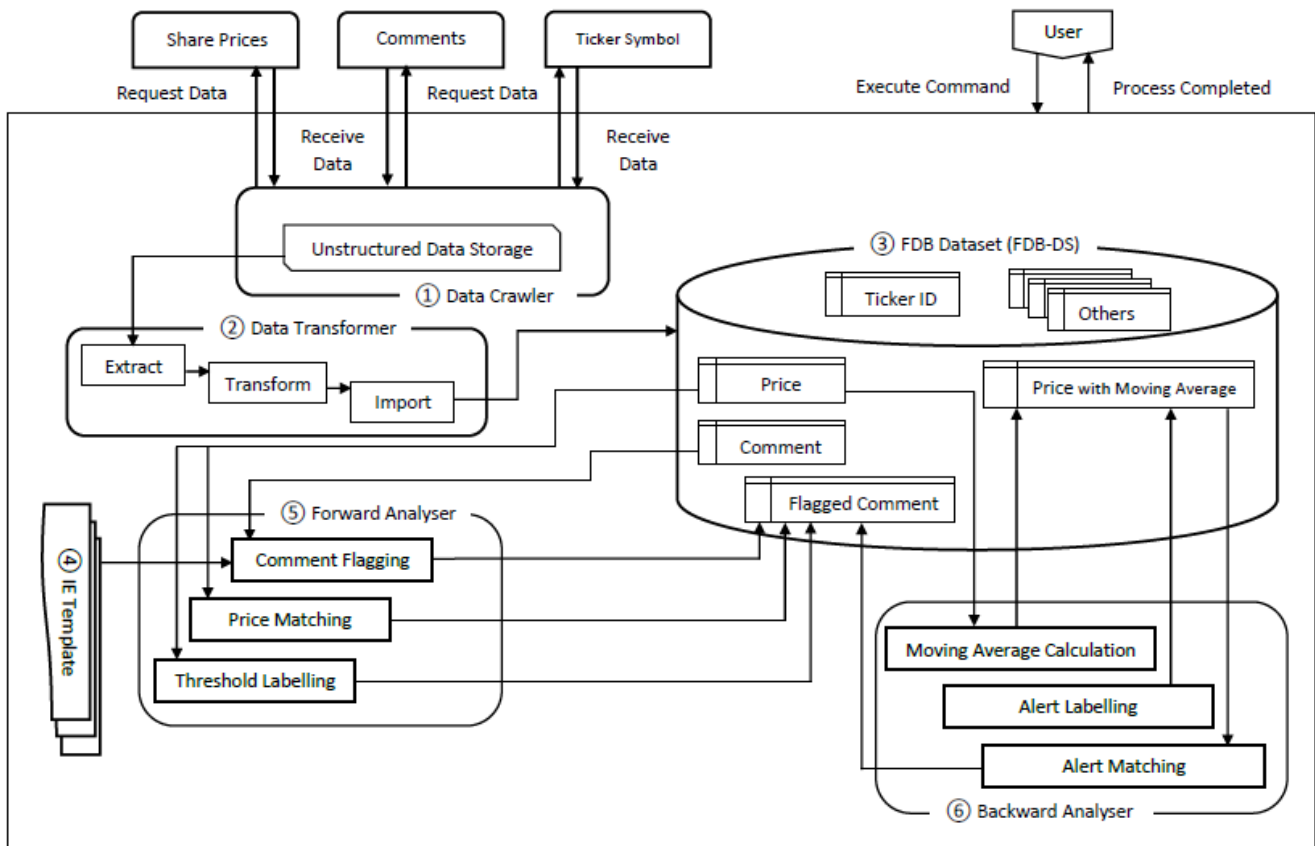 Share Prices
Comments
Ticker Symbol
User
Request Data
Request Data
Execute Command
Process Completed
Receive
Data
Receive
Data
Unstructured Data Storage
① Data Crawler
③ FDB Dataset (FDB-DS)
Ticker ID
Others
② Data Transformer
Extract
Transform
Import
Price
Price with Moving Average
Comment
Flagged Comment
④ IE Template
⑤ Forward Analyser
Comment Flagging
Price Matching
Threshold Labelling
Moving Average Calculation
Alert Labelling
Alert Matching
⑥ Backward Analyser